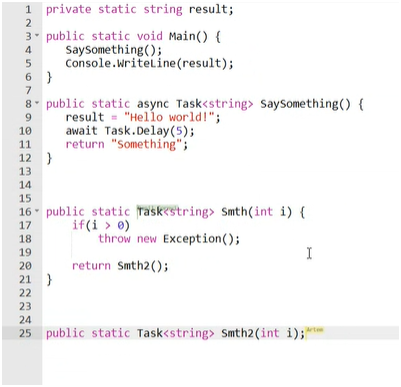 1 private static string result;
2
3 public static void Main() {
4 SaySomething();
5 Console.WriteLine(result);
6 }
7
8 public static async Task<string> SaySomething() {
9 result = "Hello world!";
10 await Task.Delay(5);
11 return "Something";
12 }
13
14
15
16 public static Task<string> Smth(int i) {
17 if(i > 0)
18 throw new Exception();
19
20 return Smth2();
21 }
22
23
24
25 public static Task<string> Smth2(int i); Artem